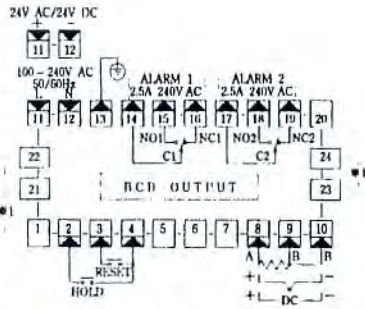 24V AC/24V DC
+ -
11 12
100-240V AC
50/60Hz
ALARM 1 ALARM 2
2.5A 240V AC 2.5A 240V AC
L N
11 12 13 14 15 16 17 18 19 20
NO1 NC1 NO2 NC2
C1 C2
22 24
BCD OUTPUT
21 23
*1 *1
1 2 3 4 5 6 7 8 9 10
A B B
RESET
+ -
HOLD
+ DC -